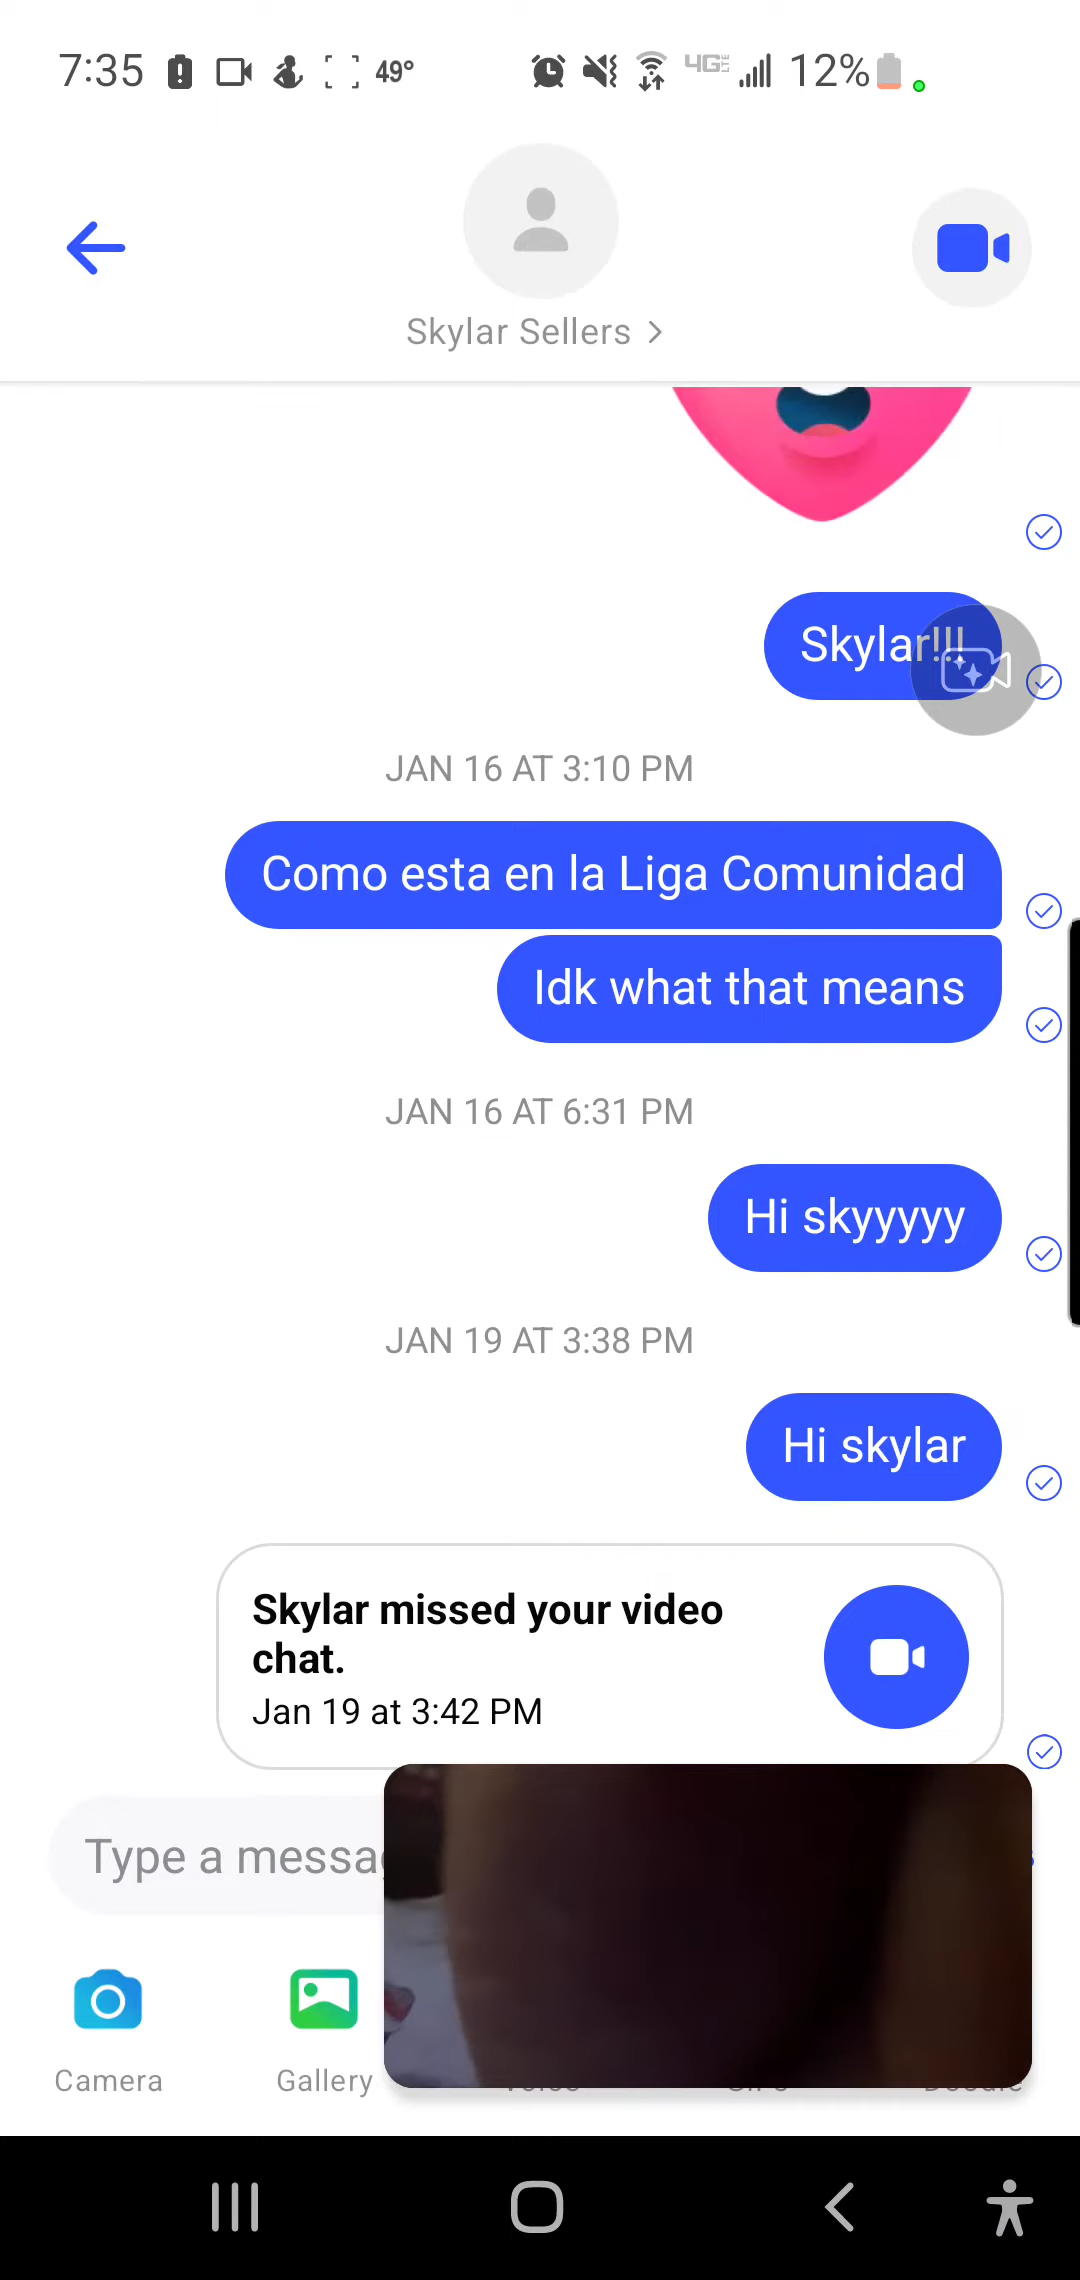 7:35 49° 4G LTE 12%
Skylar Sellers
Skylar!!!
JAN 16 AT 3:10 PM
Como esta en la Liga Comunidad
Idk what that means
JAN 16 AT 6:31 PM
Hi skyyyyy
JAN 19 AT 3:38 PM
Hi skylar
Skylar missed your video
chat.
Jan 19 at 3:42 PM
Type a
Camera Gallery